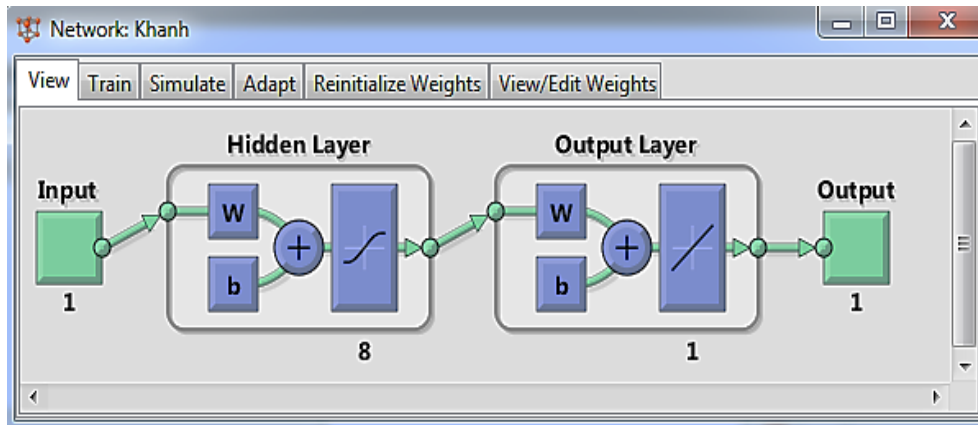 Network: Khanh
View Train Simulate Adapt Reinitialize Weights View/Edit Weights
Hidden Layer Output Layer
Input Output
W W
b b
1 1
8 1